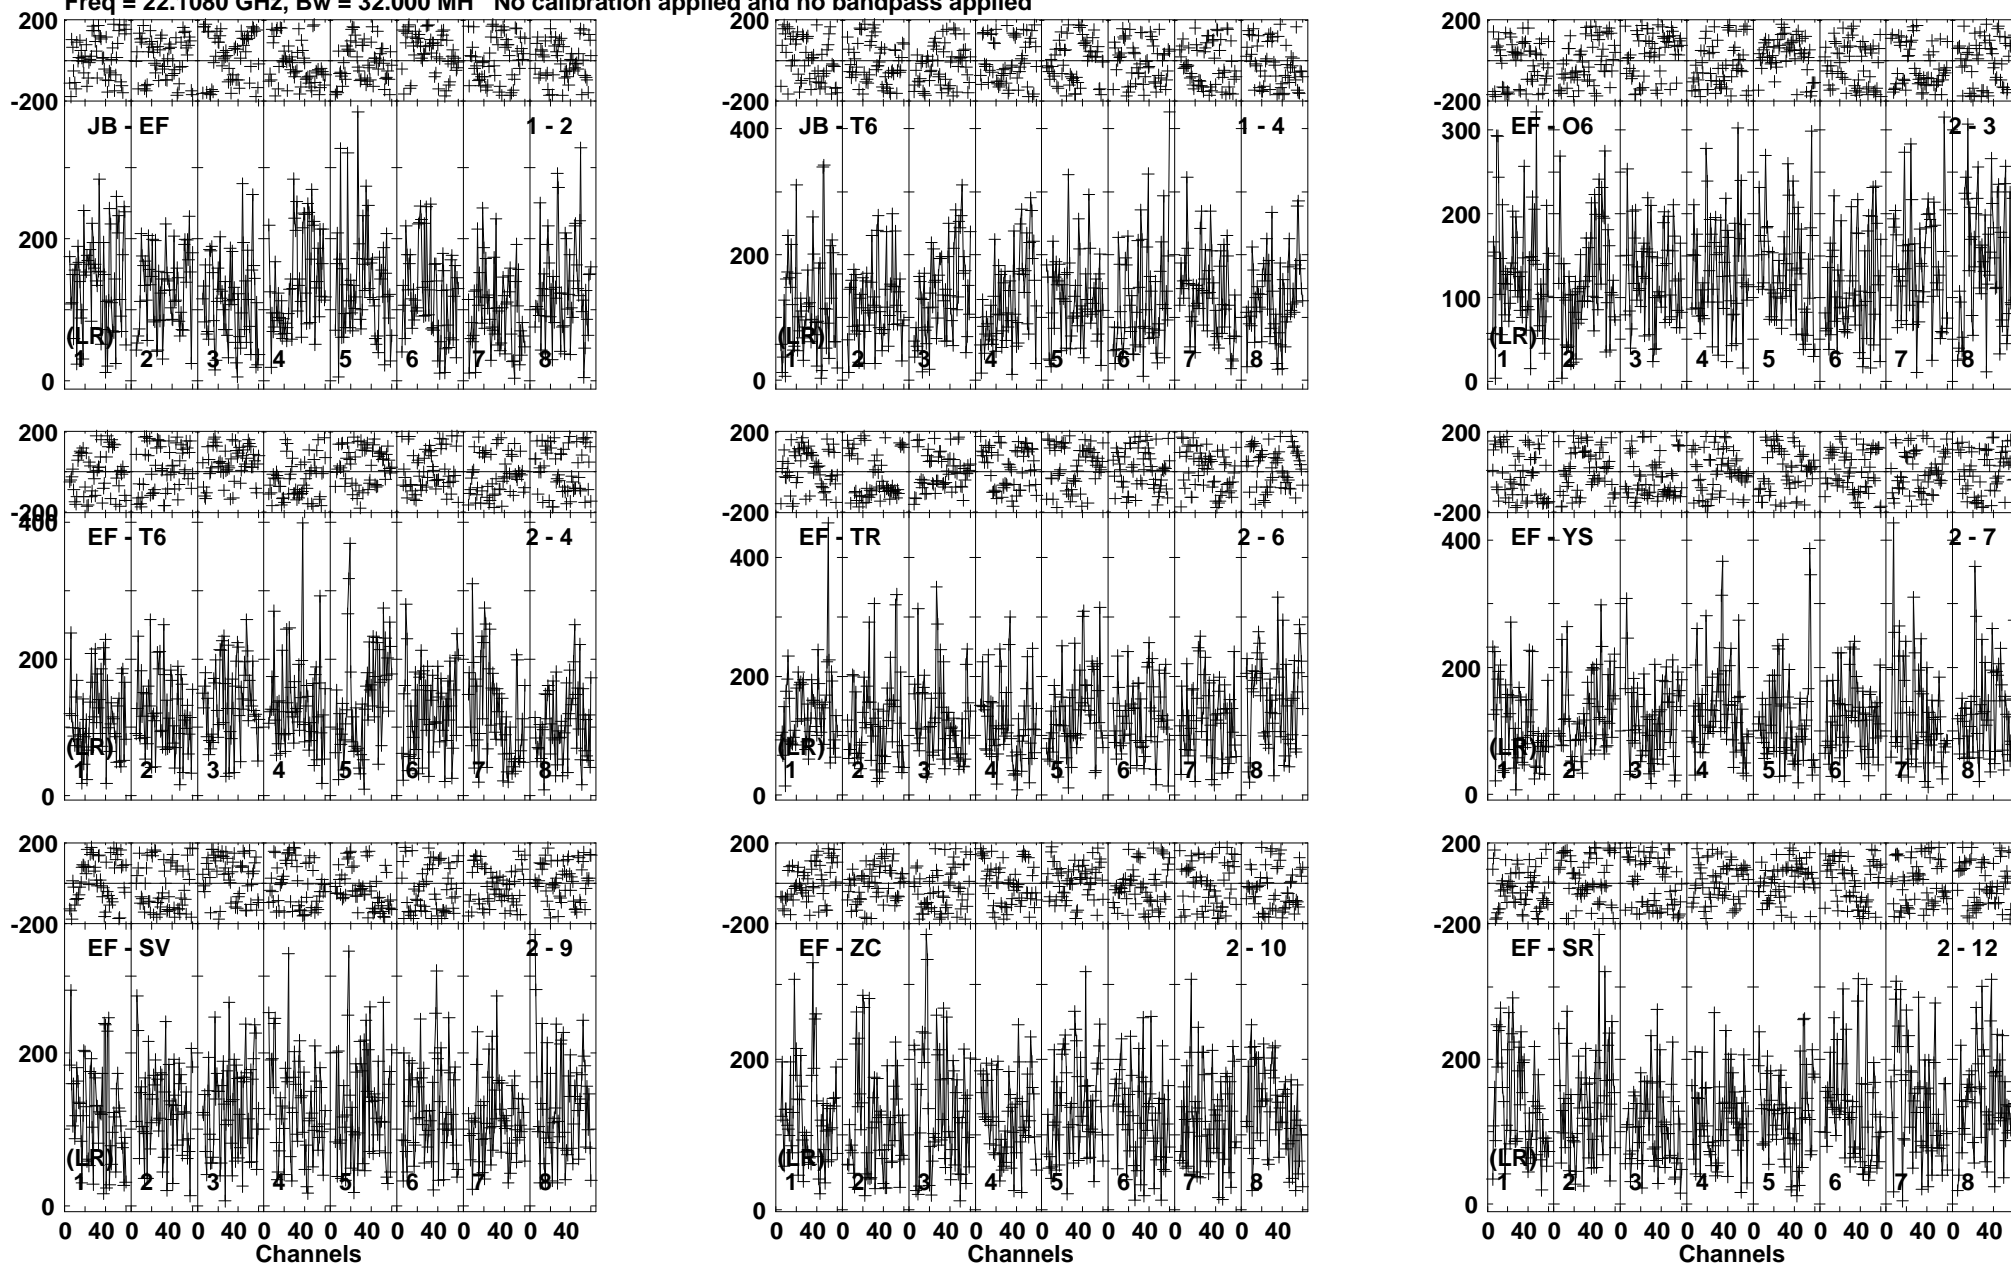 Freq = 22.1080 GHz, Bw = 32.000 MH No calibration applied and no bandpass applied
200 200 200
-200 -200 -200
JB - EF 1 - 2 JB - T6 1 - 4 EF - O6 2 - 3
400 300
200 200 200
100
(LR) (LR) (LR)
1 2 3 4 5 6 7 8 1 2 3 4 5 6 7 8 1 2 3 4 5 6 7 8
0 0 0
200 200 200
-200 -200 -200
400
EF - T6 2 - 4 EF - TR 2 - 6 EF - YS 2 - 7
400 400
200 200 200
(LR) (LR) (LR)
1 2 3 4 5 6 7 8 1 2 3 4 5 6 7 8 1 2 3 4 5 6 7 8
0 0 0
200 200 200
-200 -200 -200
EF - SV 2 - 9 EF - ZC 2 - 10 EF - SR 2 - 12
200 200 200
(LR) (LR) (LR)
1 2 3 4 5 6 7 8 1 2 3 4 5 6 7 8 1 2 3 4 5 6 7 8
0 0 0
0 40 0 40 0 40 0 40 0 40 0 40 0 40 0 40 0 40 0 40 0 40 0 40 0 40 0 40 0 40 0 40 0 40 0 40 0 40 0 40 0 40 0 40 0 40 0 40
Channels Channels Channels